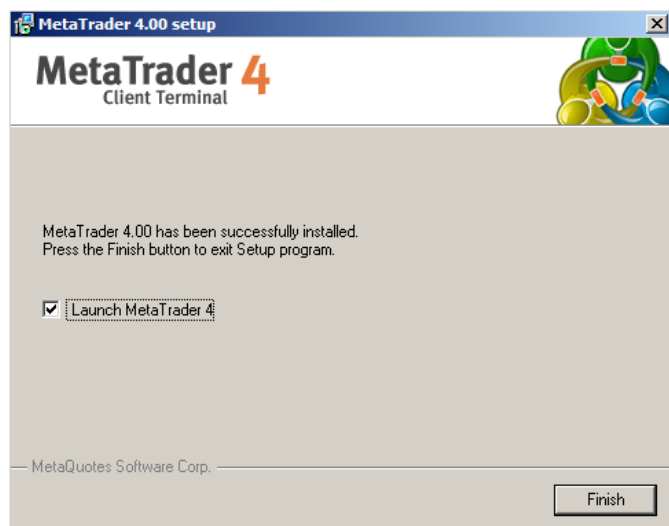 MetaTrader 4.00 setup
MetaTrader 4
Client Terminal
MetaTrader 4.00 has been successfully installed.
Press the Finish button to exit Setup program.
Launch MetaTrader 4
MetaQuotes Software Corp.
Finish